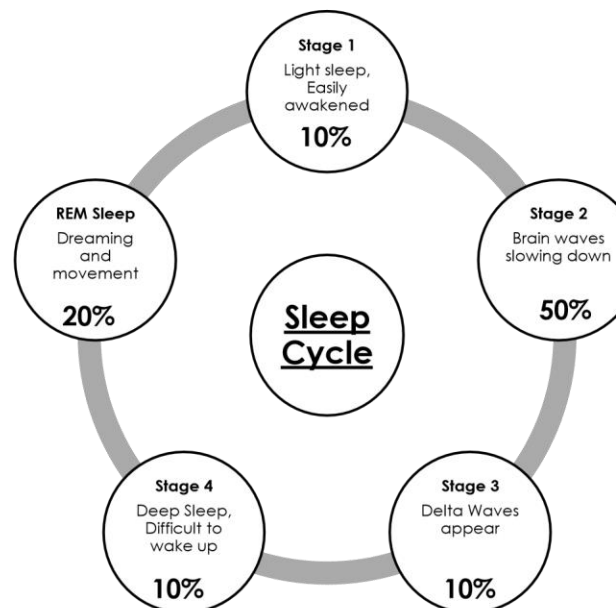 Stage 1
Light sleep,
Easily
awakened
10%
REM Sleep
Dreaming
and
movement
20%
Stage 2
Brain waves
slowing down
50%
Sleep
Cycle
Stage 4
Deep Sleep,
Difficult to
wake up
10%
Stage 3
Delta Waves
appear
10%